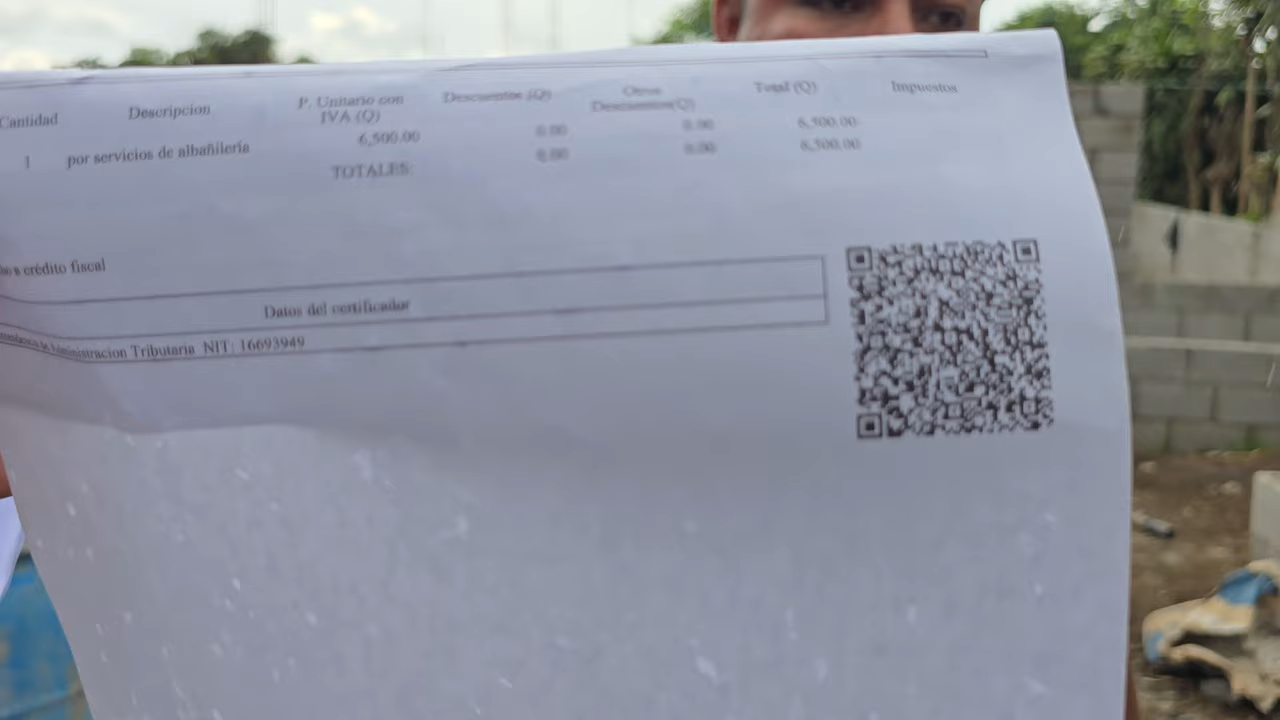 Cantidad Descripcion P. Unitario con IVA (Q) Descuentos (Q) Otros Descuentos(Q) Total (Q) Impuestos
1 por servicios de albañilería 6,500.00 0.00 0.00 6,500.00
TOTALES: 0.00 0.00 6,500.00
a crédito fiscal
Datos del certificador
Administracion Tributaria NIT: 16693949